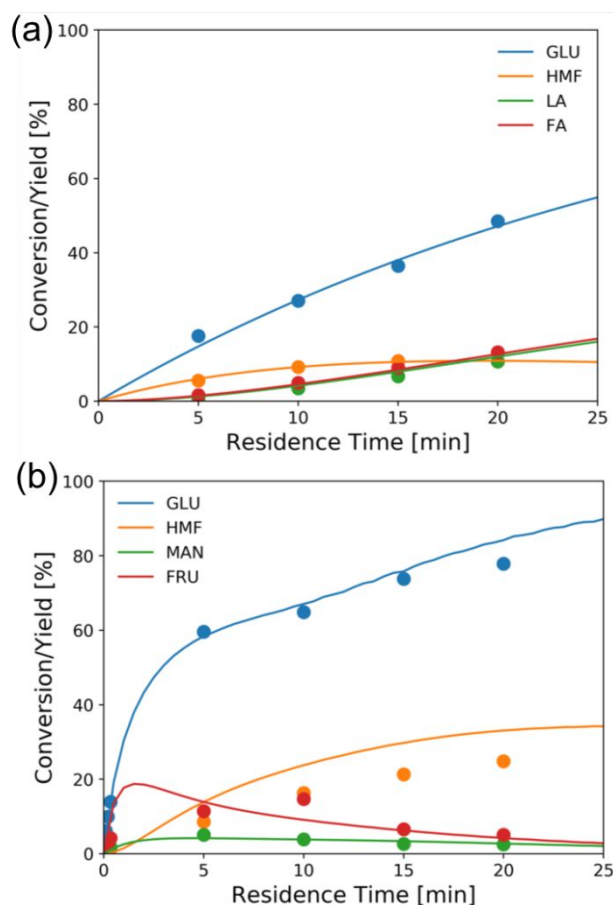 (a)
100
80
60
40
20
0
Conversion/Yield [%]
GLU
HMF
LA
FA
0 5 10 15 20 25
Residence Time [min]
(b)
100
80
60
40
20
0
Conversion/Yield [%]
GLU
HMF
MAN
FRU
0 5 10 15 20 25
Residence Time [min]